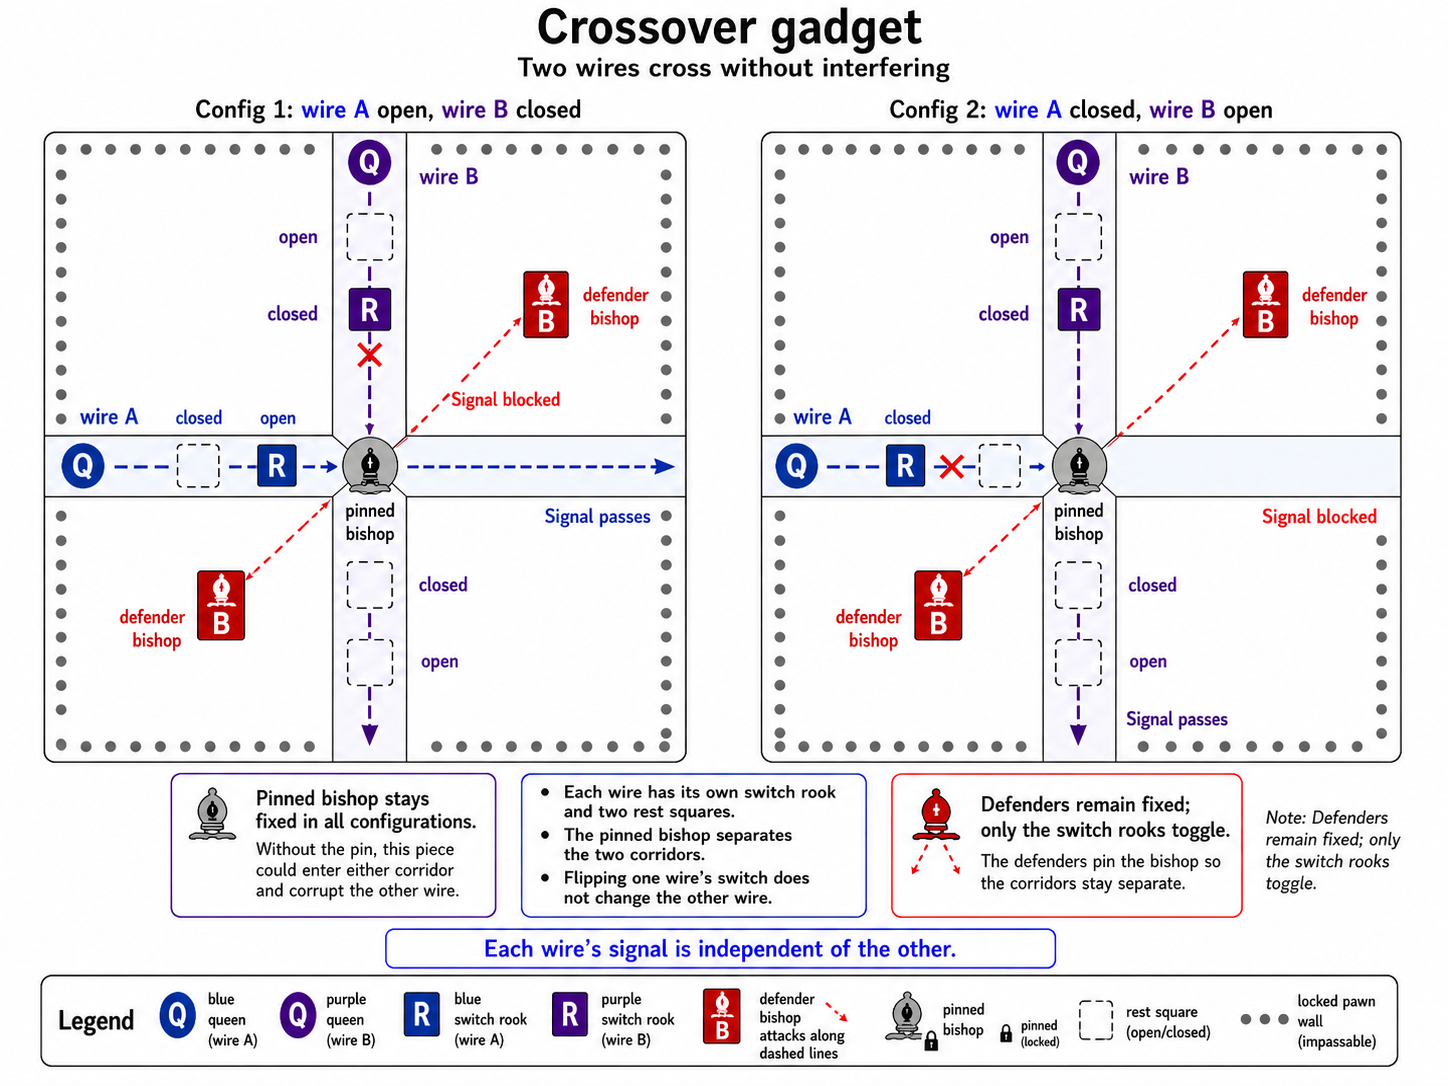 Crossover gadget
Two wires cross without interfering
Config 1: wire A open, wire B closed
Q
wire B
open
closed
R
B
defender
bishop
Signal blocked
wire A
closed
open
Q
R
pinned
bishop
Signal passes
B
defender
bishop
closed
open
Config 2: wire A closed, wire B open
Q
wire B
open
closed
R
B
defender
bishop
wire A
closed
Q
R
pinned
bishop
Signal blocked
B
defender
bishop
closed
open
Signal passes
Pinned bishop stays
fixed in all configurations.
Without the pin, this piece
could enter either corridor
and corrupt the other wire.
• Each wire has its own switch rook
and two rest squares.
• The pinned bishop separates
the two corridors.
• Flipping one wire's switch does
not change the other wire.
Defenders remain fixed;
only the switch rooks toggle.
The defenders pin the bishop so
the corridors stay separate.
Note: Defenders
remain fixed; only
the switch rooks
toggle.
Each wire's signal is independent of the other.
Legend
Q
blue
queen
(wire A)
Q
purple
queen
(wire B)
R
blue
switch rook
(wire A)
R
purple
switch rook
(wire B)
B
defender
bishop
attacks along
dashed lines
pinned
bishop
pinned
(locked)
rest square
(open/closed)
locked pawn
wall
(impassable)